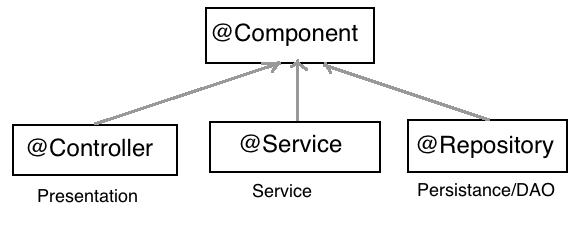 @Component
@Controller
@Service
@Repository
Presentation
Service
Persistance/DAO